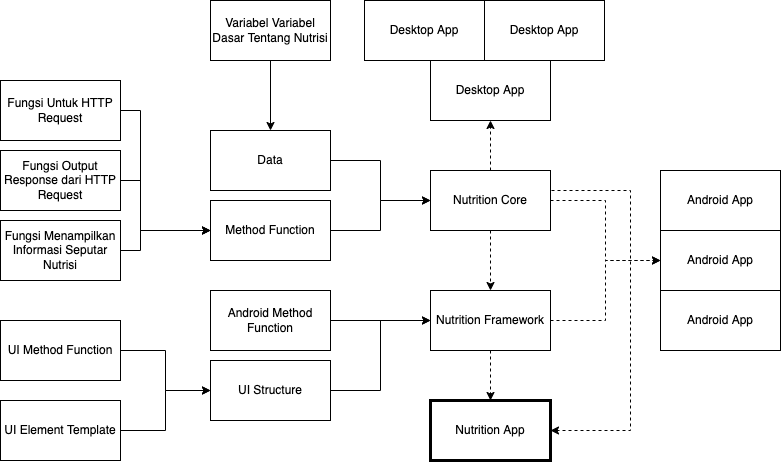 Variabel Variabel
Dasar Tentang Nutrisi
Desktop App
Desktop App
Desktop App
Fungsi Untuk HTTP
Request
Fungsi Output
Response dari HTTP
Request
Fungsi Menampilkan
Informasi Seputar
Nutrisi
Data
Method Function
Nutrition Core
Android App
Android App
Android App
Android Method
Function
Nutrition Framework
UI Method Function
UI Structure
UI Element Template
Nutrition App